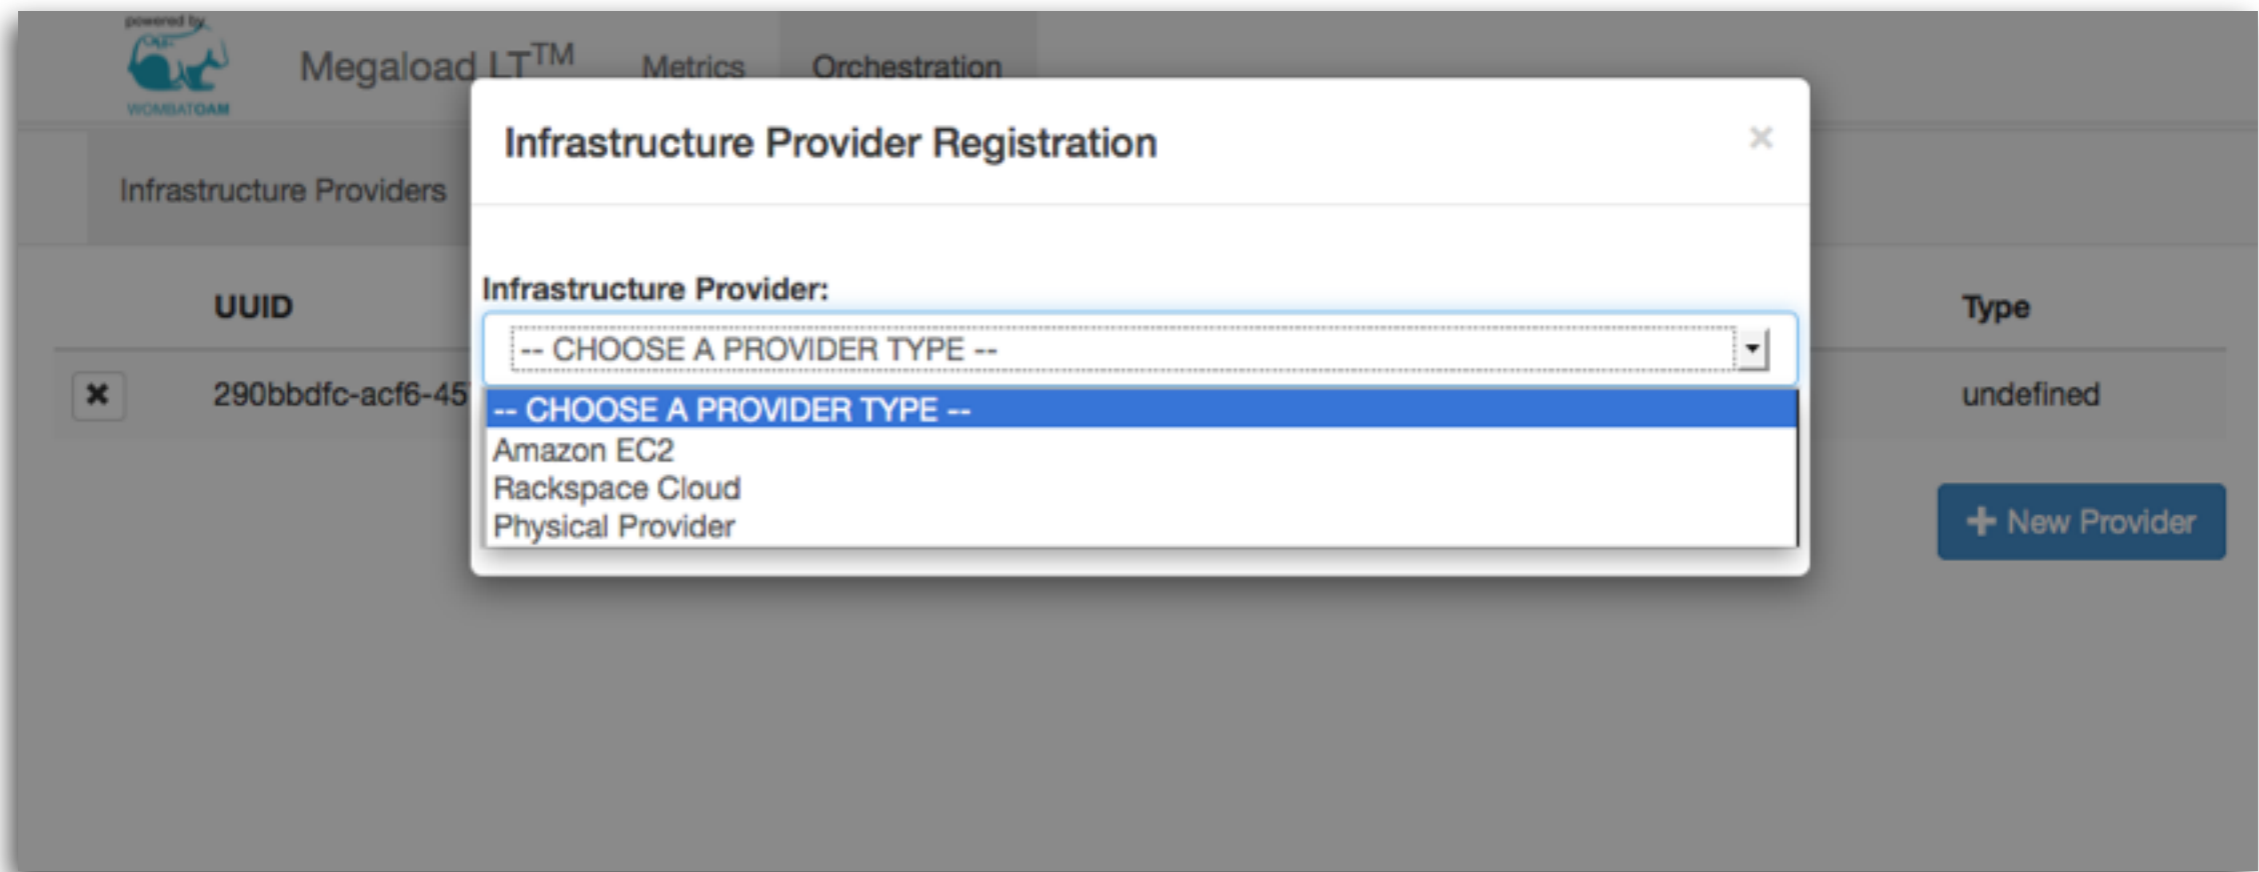 powered by
WOMBATOAM
Megaload LT™ Metrics Orchestration
Infrastructure Provider Registration ×
Infrastructure Providers
Infrastructure Provider:
UUID Type
-- CHOOSE A PROVIDER TYPE --
290bbdfc-acf6-45 undefined
-- CHOOSE A PROVIDER TYPE --
Amazon EC2
Rackspace Cloud
Physical Provider
+ New Provider